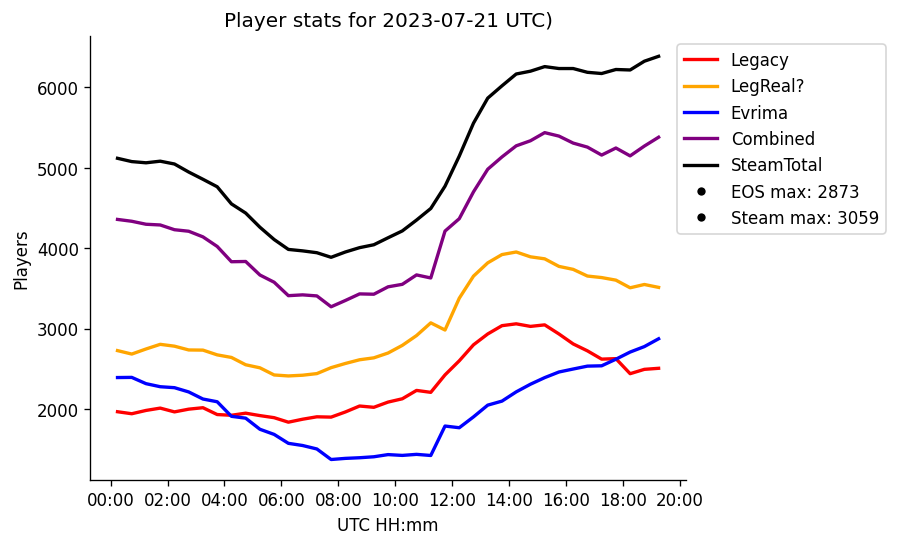 Player stats for 2023-07-21 UTC)
Players
6000
5000
4000
3000
2000
00:00 02:00 04:00 06:00 08:00 10:00 12:00 14:00 16:00 18:00 20:00
UTC HH:mm
Legacy
LegReal?
Evrima
Combined
SteamTotal
EOS max: 2873
Steam max: 3059